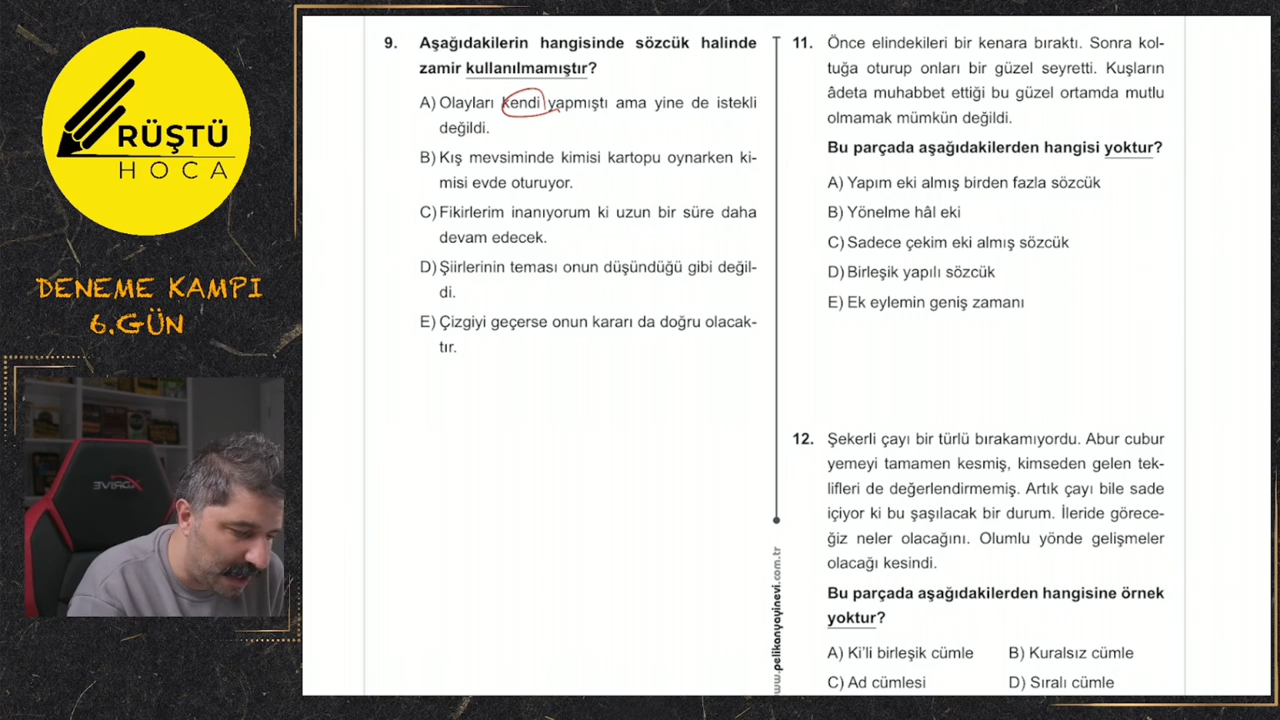 RÜŞTÜ
HOCA
DENEME KAMPI
6.GÜN
9. Aşağıdakilerin hangisinde sözcük halinde
zamir kullanılmamıştır?
A) Olayları kendi yapmıştı ama yine de istekli
değildi.
B) Kış mevsiminde kimisi kartopu oynarken ki-
misi evde oturuyor.
C) Fikirlerim inanıyorum ki uzun bir süre daha
devam edecek.
D) Şiirlerinin teması onun düşündüğü gibi değil-
di.
E) Çizgiyi geçerse onun kararı da doğru olacak-
tır.
11. Önce elindekileri bir kenara bıraktı. Sonra kol-
tuğa oturup onları bir güzel seyretti. Kuşların
âdeta muhabbet ettiği bu güzel ortamda mutlu
olmamak mümkün değildi.
Bu parçada aşağıdakilerden hangisi yoktur?
A) Yapım eki almış birden fazla sözcük
B) Yönelme hâl eki
C) Sadece çekim eki almış sözcük
D) Birleşik yapılı sözcük
E) Ek eylemin geniş zamanı
12. Şekerli çayı bir türlü bırakamıyordu. Abur cubur
yemeyi tamamen kesmiş, kimseden gelen tek-
lifleri de değerlendirmemiş. Artık çayı bile sade
içiyor ki bu şaşılacak bir durum. İleride görece-
ğiz neler olacağını. Olumlu yönde gelişmeler
olacağı kesindi.
Bu parçada aşağıdakilerden hangisine örnek
yoktur?
A) Ki'li birleşik cümle B) Kuralsız cümle
C) Ad cümlesi D) Sıralı cümle
ww.pelikanyayinevi.com.tr